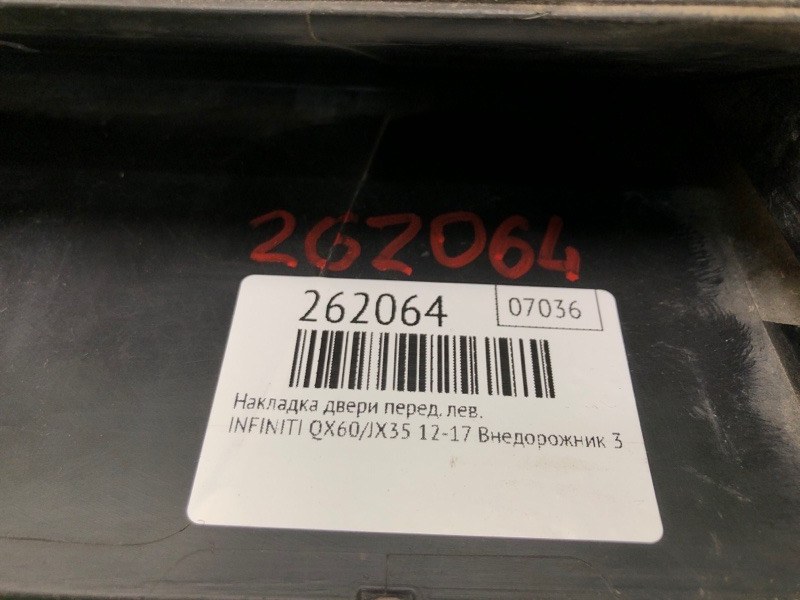 262064
262064 07036
Накладка двери перед. лев.
INFINITI QX60/JX35 12-17 Внедорожник 3